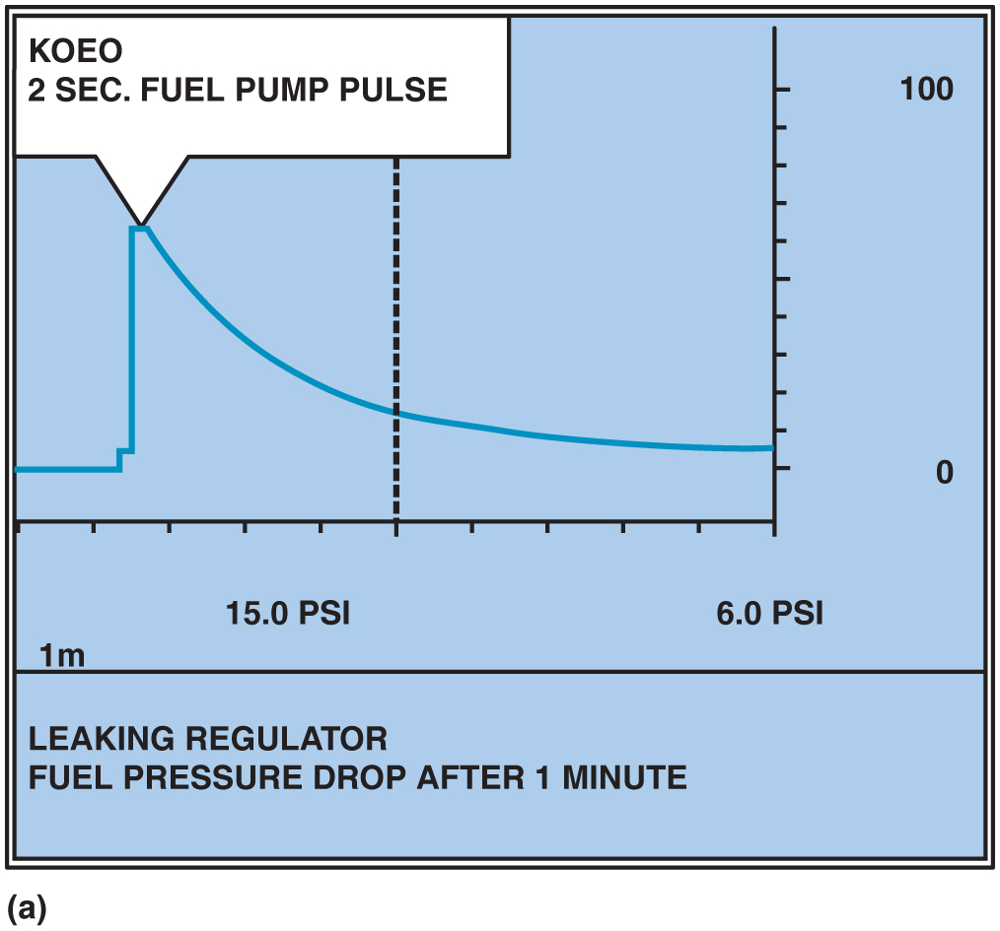 KOEO
2 SEC. FUEL PUMP PULSE
100
0
15.0 PSI
6.0 PSI
1m
LEAKING REGULATOR
FUEL PRESSURE DROP AFTER 1 MINUTE
(a)